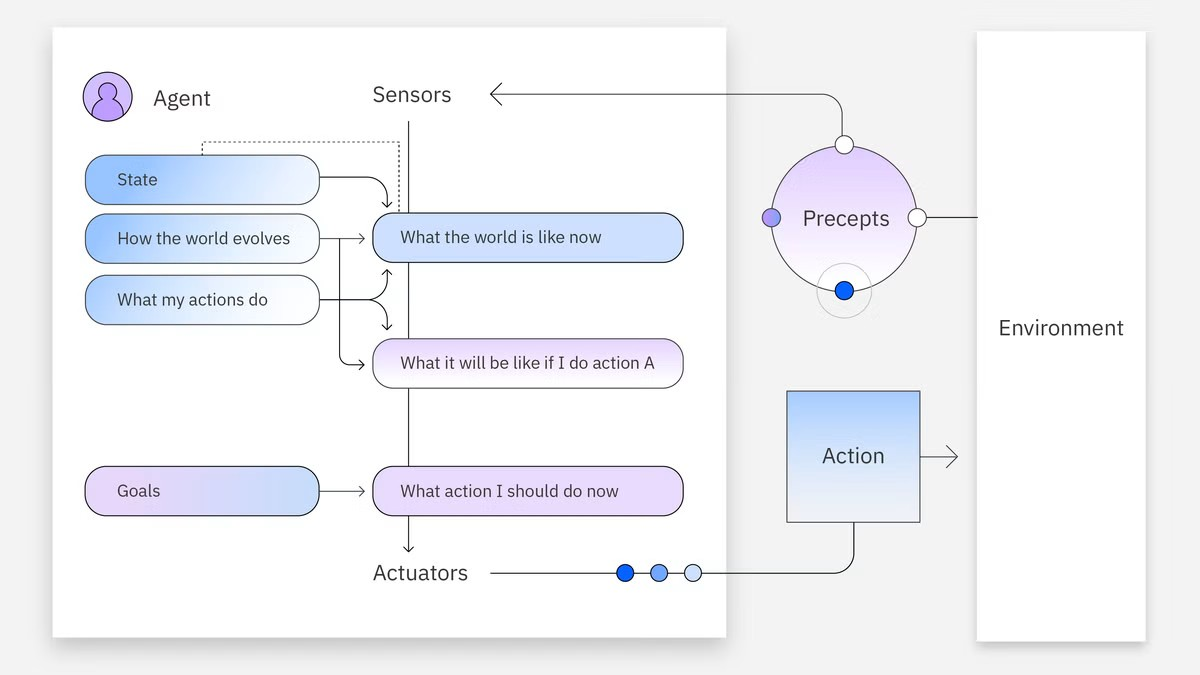 Agent
Sensors
State
How the world evolves
What the world is like now
What my actions do
What it will be like if I do action A
Goals
What action I should do now
Actuators
Precepts
Action
Environment